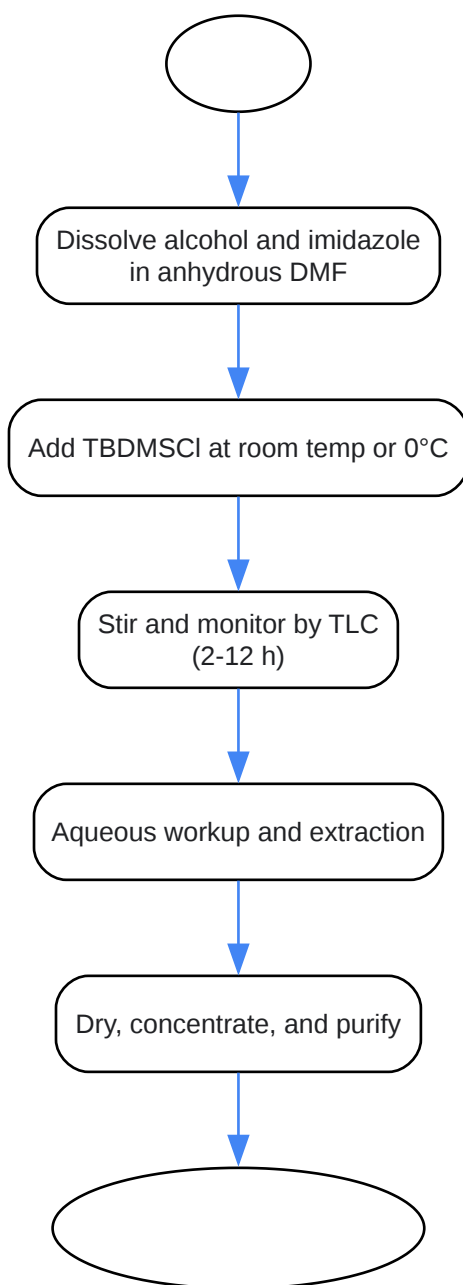 Dissolve alcohol and imidazole
in anhydrous DMF
Add TBDMSCl at room temp or 0°C
Stir and monitor by TLC
(2-12 h)
Aqueous workup and extraction
Dry, concentrate, and purify